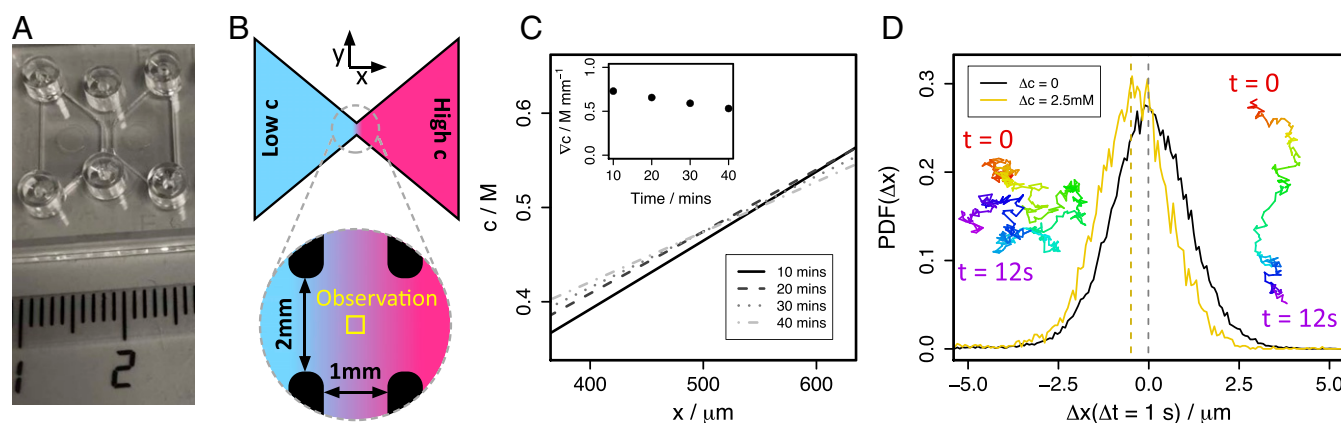 A
1
2
B
y
x
Low c
High c
Observation
2mm
1mm
C
c / M
0.6
0.5
0.4
∇c / M mm⁻¹
1.0
0.5
0.0
10 20 30 40
Time / mins
10 mins
20 mins
30 mins
40 mins
400 500 600
x / μm
D
PDF(Δx)
0.3
0.2
0.1
0.0
Δc = 0
Δc = 2.5mM
t = 0
t = 0
t = 12s
t = 12s
-5.0 -2.5 0.0 2.5 5.0
Δx(Δt = 1 s) / μm